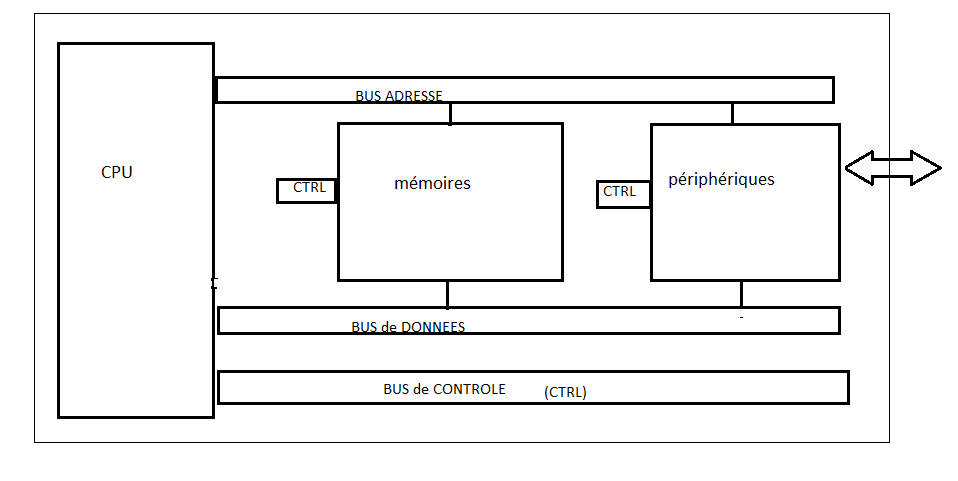 BUS ADRESSE
CPU
CTRL
mémoires
CTRL
périphériques
BUS de DONNEES
BUS de CONTROLE (CTRL)